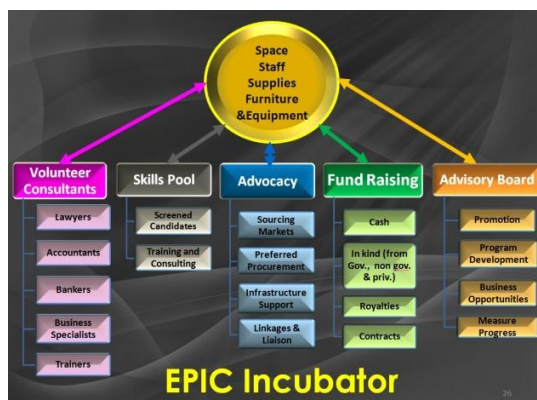 Space
Staff
Supplies
Furniture
&Equipment
Volunteer
Consultants
Skills Pool
Advocacy
Fund Raising
Advisory Board
Lawyers
Accountants
Bankers
Business
Specialists
Trainers
Screened
Candidates
Training and
Consulting
Sourcing
Markets
Preferred
Procurement
Infrastructure
Support
Linkages &
Liaison
Cash
In kind (from
Gov., non gov.
& priv.)
Royalties
Contracts
Promotion
Program
Development
Business
Opportunities
Measure
Progress
EPIC Incubator
26